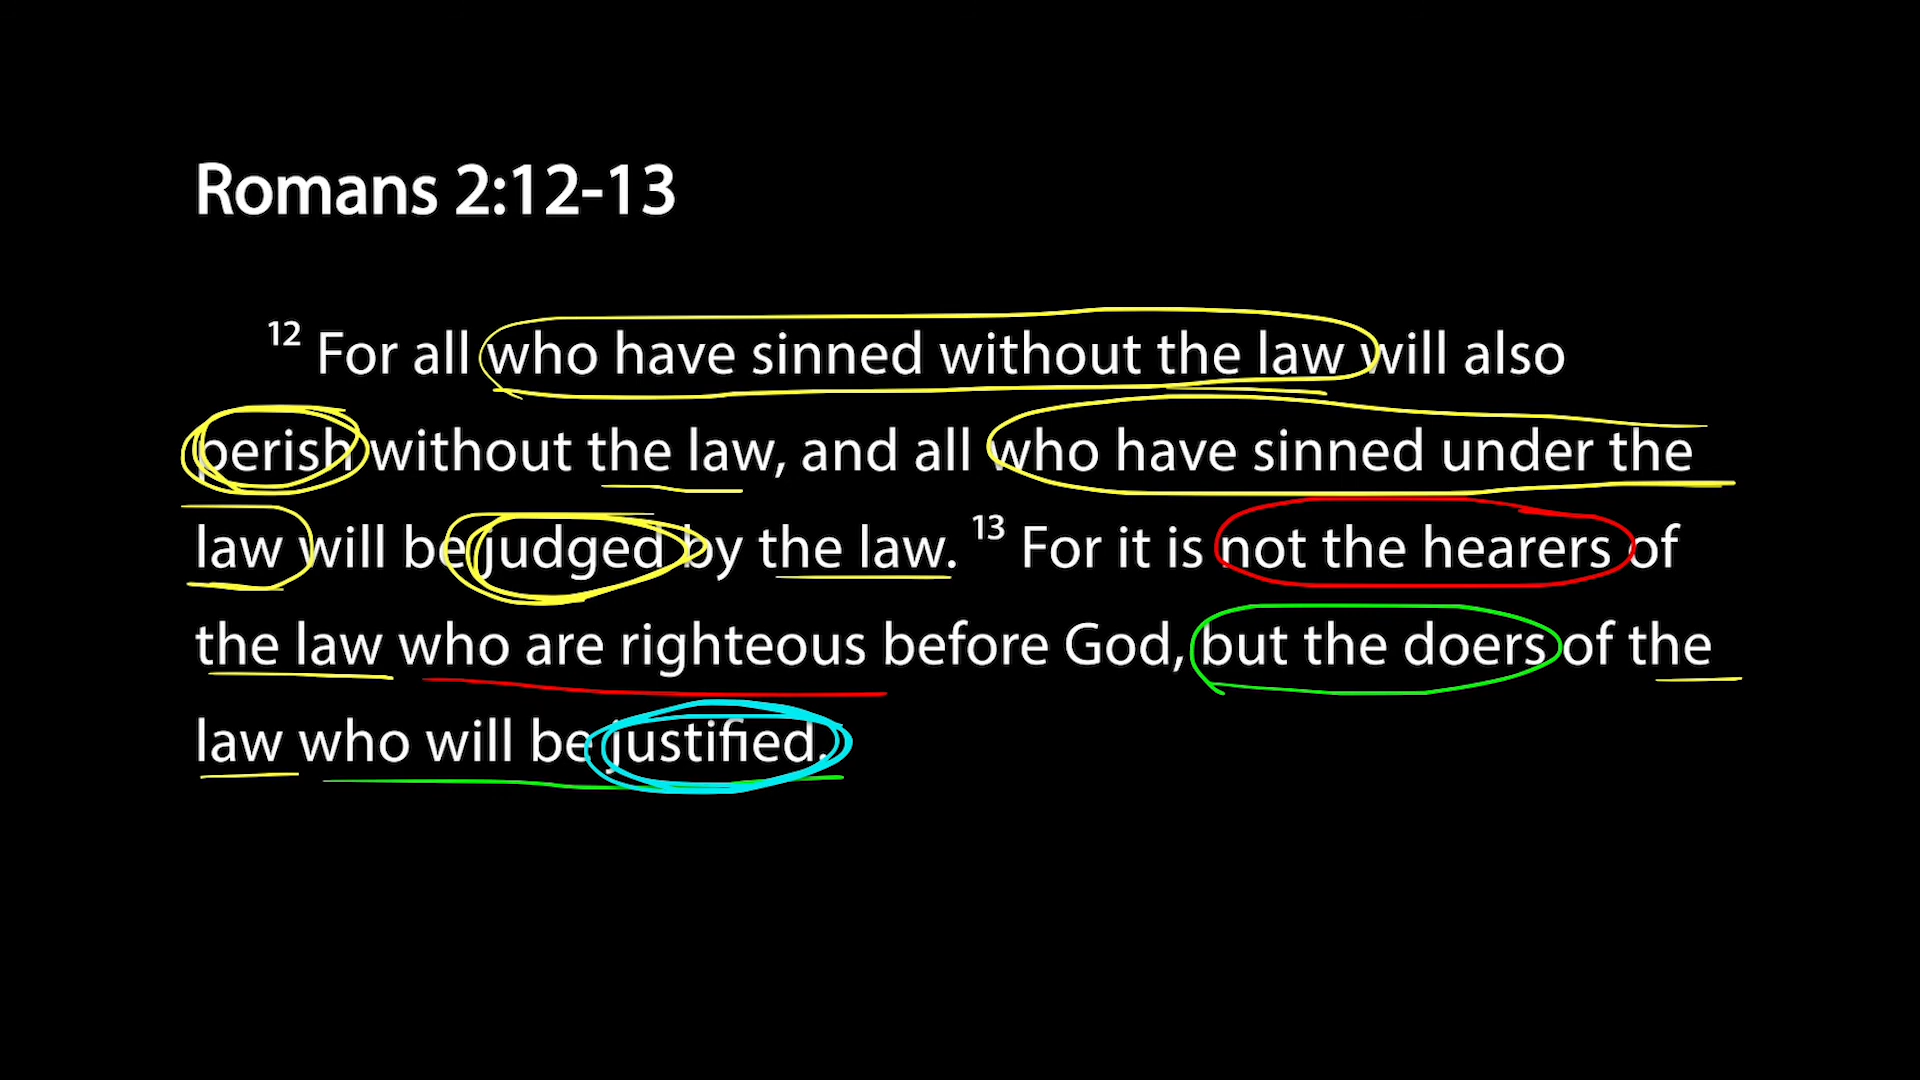 Romans 2:12-13
12 For all who have sinned without the law will also
perish without the law, and all who have sinned under the
law will be judged by the law. 13 For it is not the hearers of
the law who are righteous before God, but the doers of the
law who will be justified.